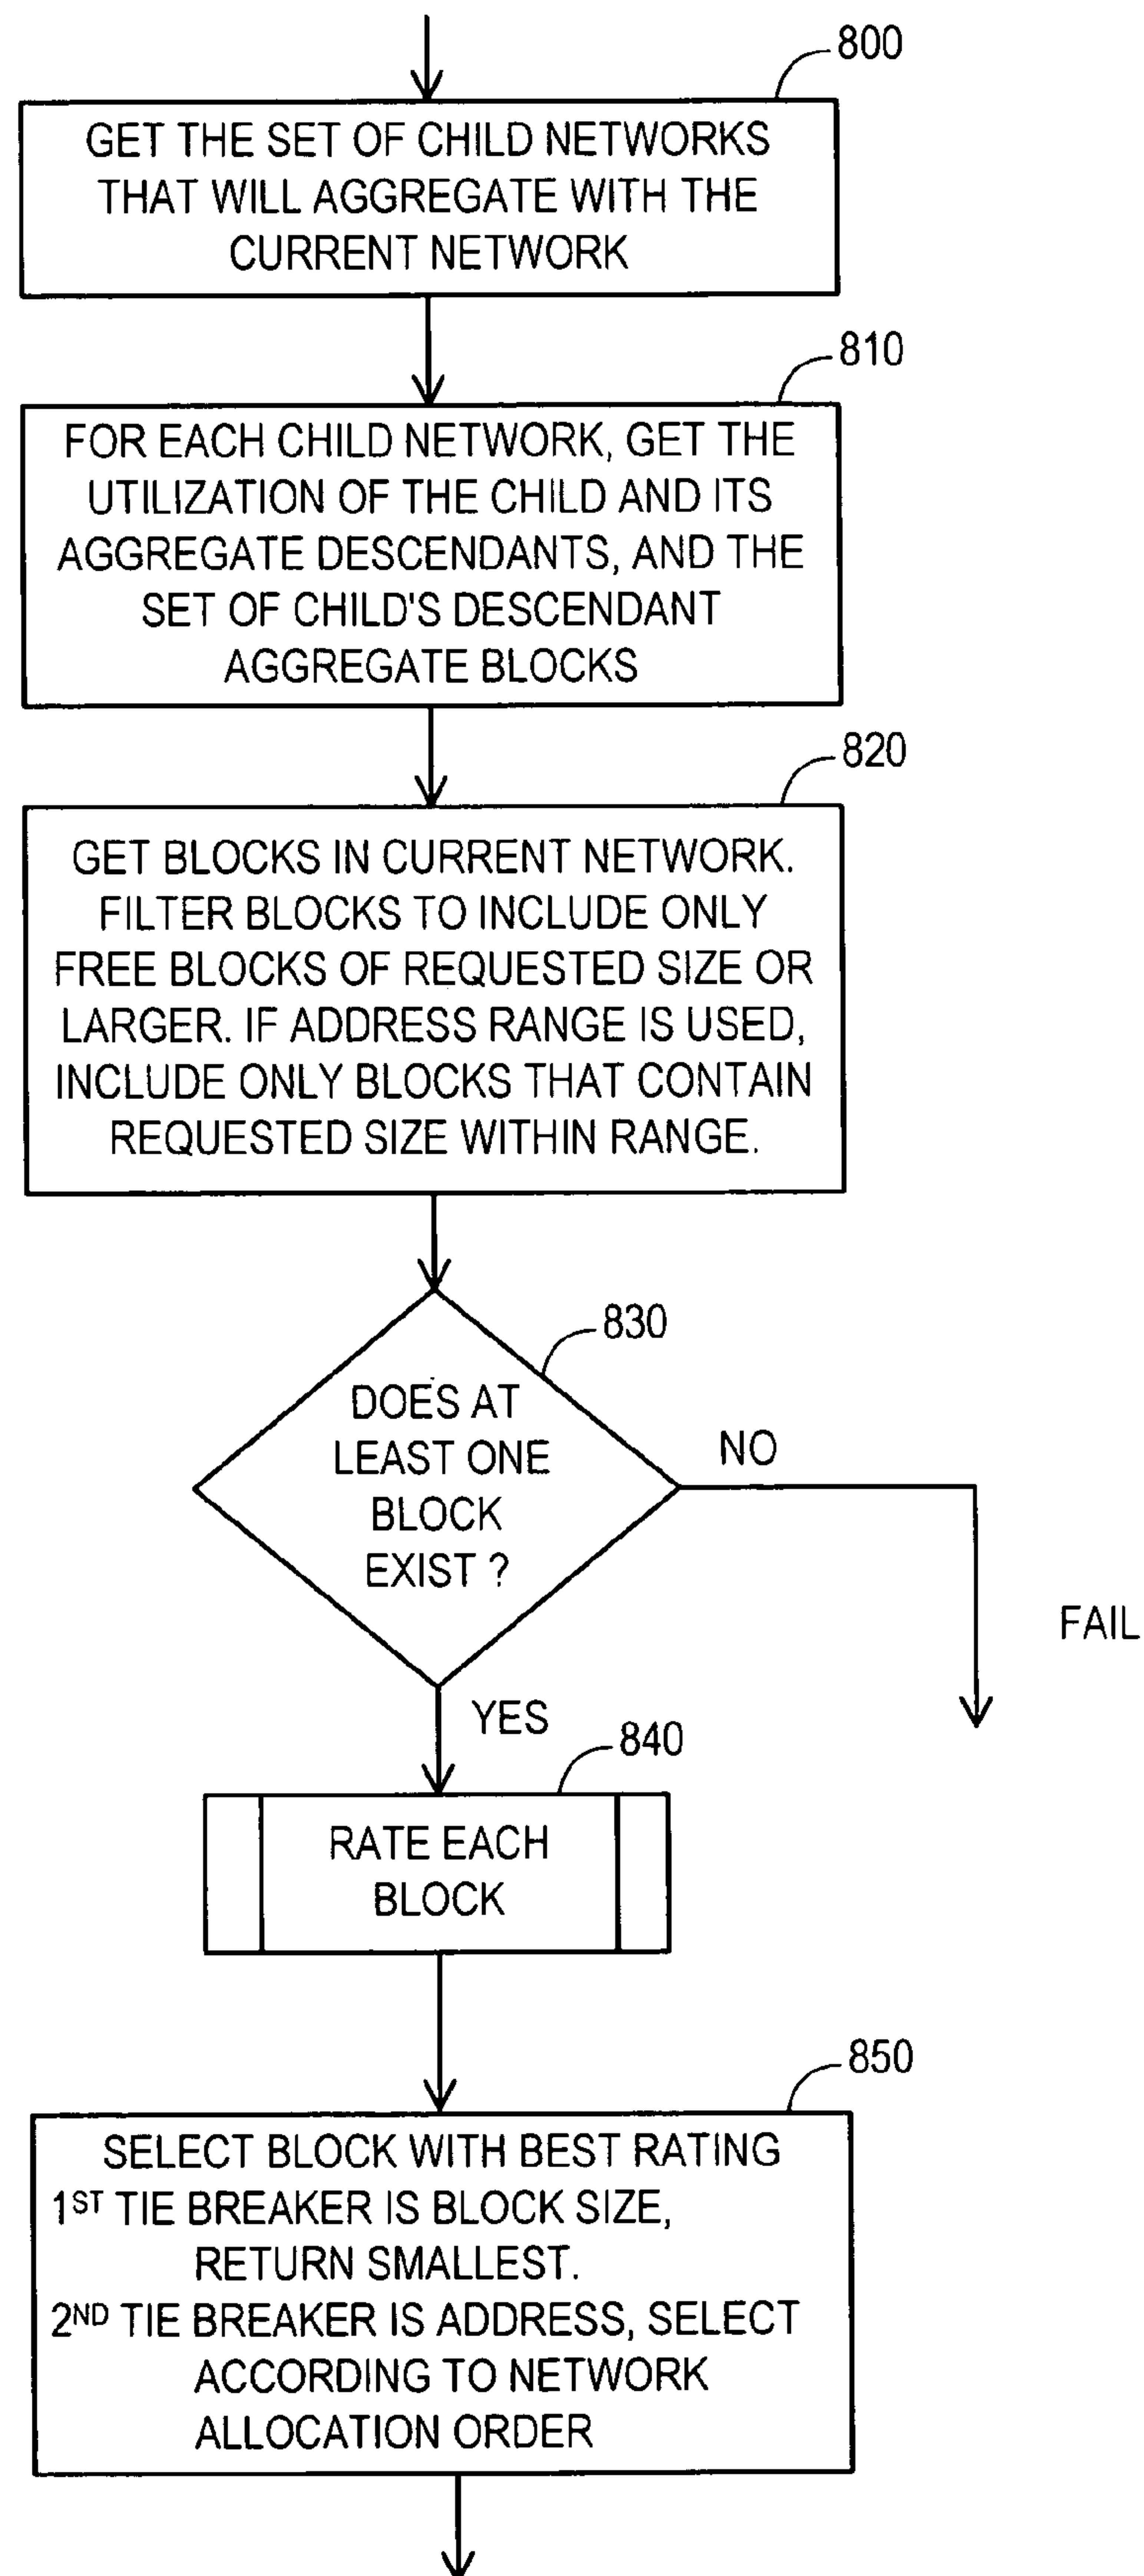 800
GET THE SET OF CHILD NETWORKS
THAT WILL AGGREGATE WITH THE
CURRENT NETWORK
810
FOR EACH CHILD NETWORK, GET THE
UTILIZATION OF THE CHILD AND ITS
AGGREGATE DESCENDANTS, AND THE
SET OF CHILD'S DESCENDANT
AGGREGATE BLOCKS
820
GET BLOCKS IN CURRENT NETWORK.
FILTER BLOCKS TO INCLUDE ONLY
FREE BLOCKS OF REQUESTED SIZE OR
LARGER. IF ADDRESS RANGE IS USED,
INCLUDE ONLY BLOCKS THAT CONTAIN
REQUESTED SIZE WITHIN RANGE.
830
DOES AT
LEAST ONE
BLOCK
EXIST ?
NO
FAIL
YES
840
RATE EACH
BLOCK
850
SELECT BLOCK WITH BEST RATING
1ST TIE BREAKER IS BLOCK SIZE,
RETURN SMALLEST.
2ND TIE BREAKER IS ADDRESS, SELECT
ACCORDING TO NETWORK
ALLOCATION ORDER